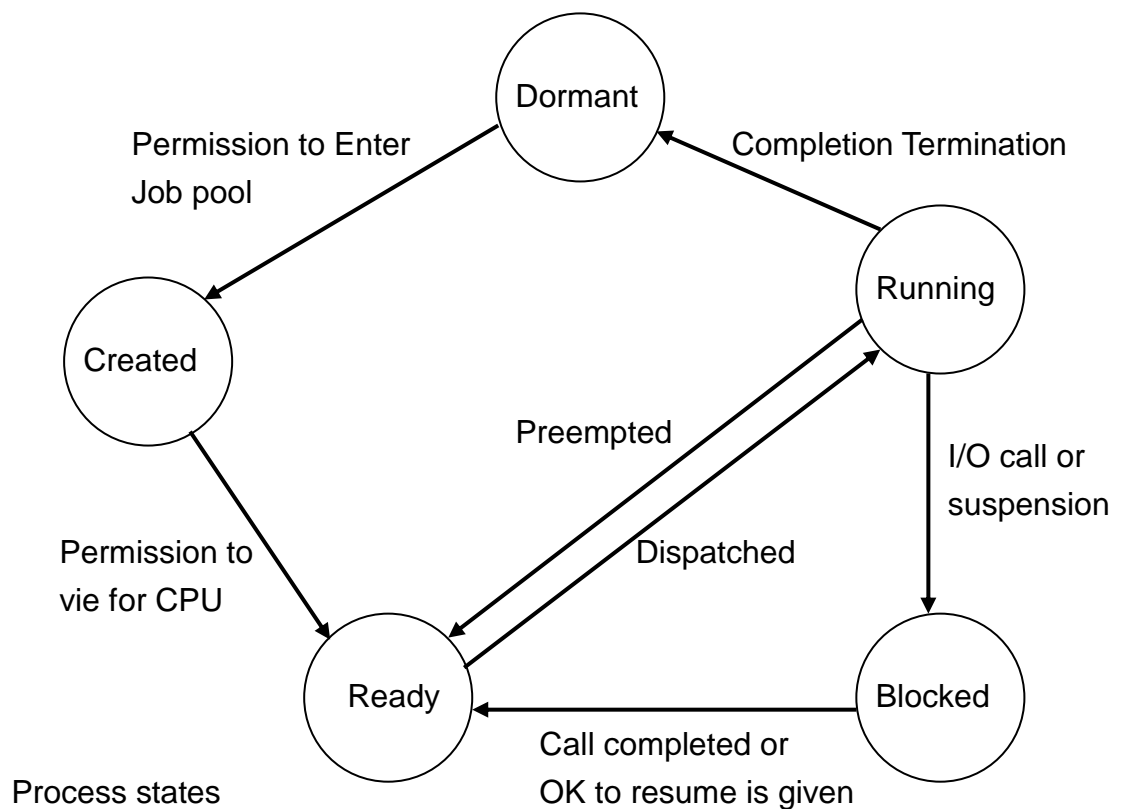 Dormant
Permission to Enter
Job pool
Completion Termination
Running
Created
Preempted
I/O call or
suspension
Permission to
vie for CPU
Dispatched
Ready
Blocked
Call completed or
OK to resume is given
Process states